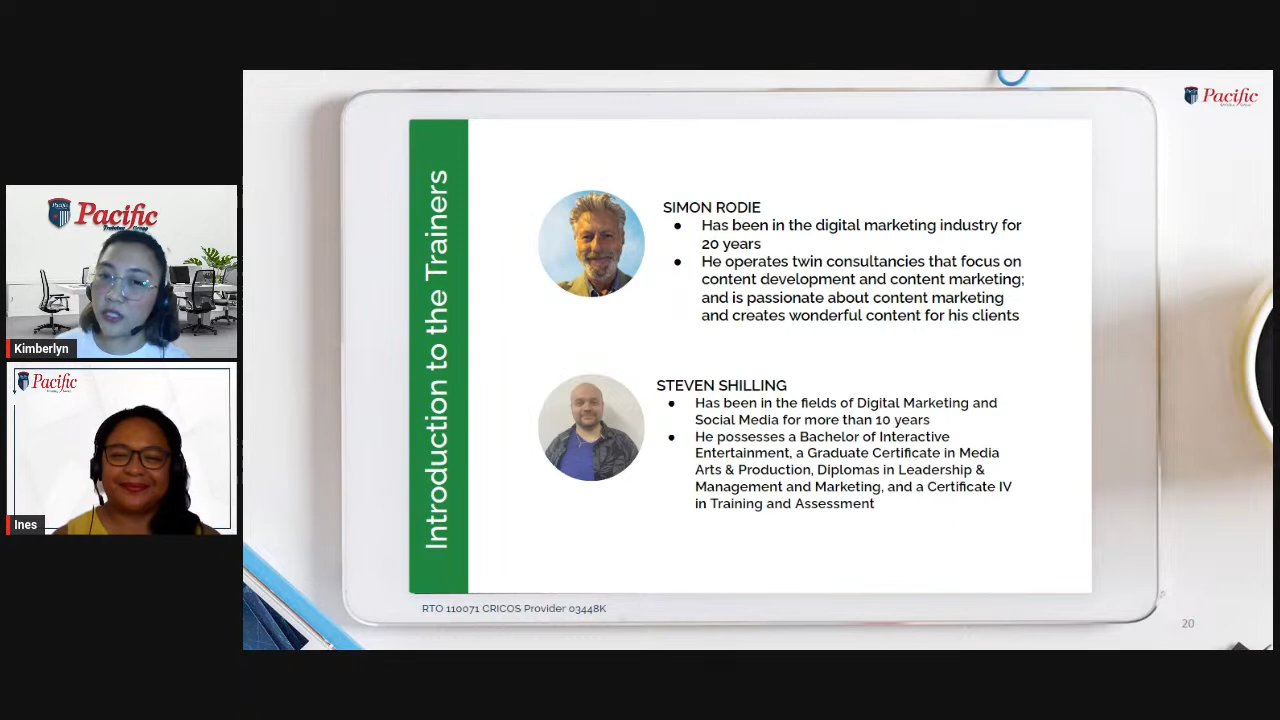 Pacific
Training Group
Kimberlyn
Pacific
Ines
Pacific
Introduction to the Trainers
SIMON RODIE
● Has been in the digital marketing industry for
20 years
● He operates twin consultancies that focus on
content development and content marketing;
and is passionate about content marketing
and creates wonderful content for his clients
STEVEN SHILLING
● Has been in the fields of Digital Marketing and
Social Media for more than 10 years
● He possesses a Bachelor of Interactive
Entertainment, a Graduate Certificate in Media
Arts & Production, Diplomas in Leadership &
Management and Marketing, and a Certificate IV
in Training and Assessment
RTO 110071 CRICOS Provider 03448K
20